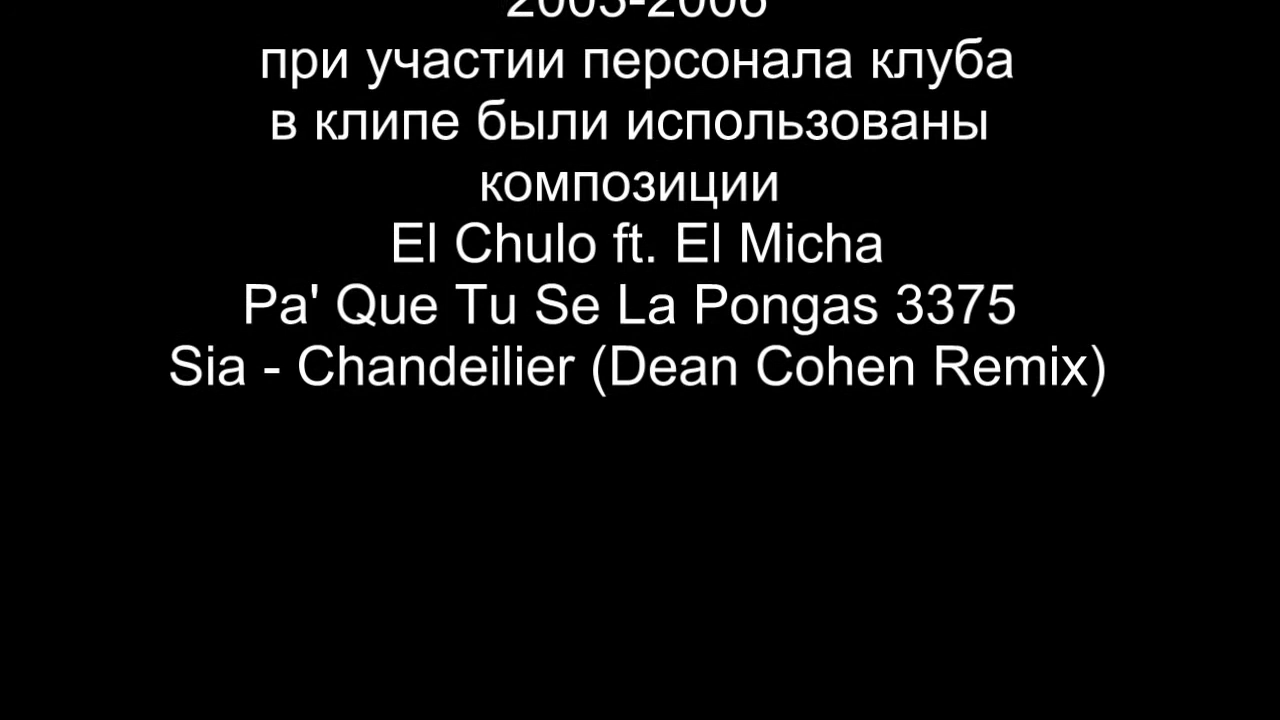 при участии персонала клуба
в клипе были использованы
композиции
El Chulo ft. El Micha
Pa' Que Tu Se La Pongas 3375
Sia - Chandeilier (Dean Cohen Remix)